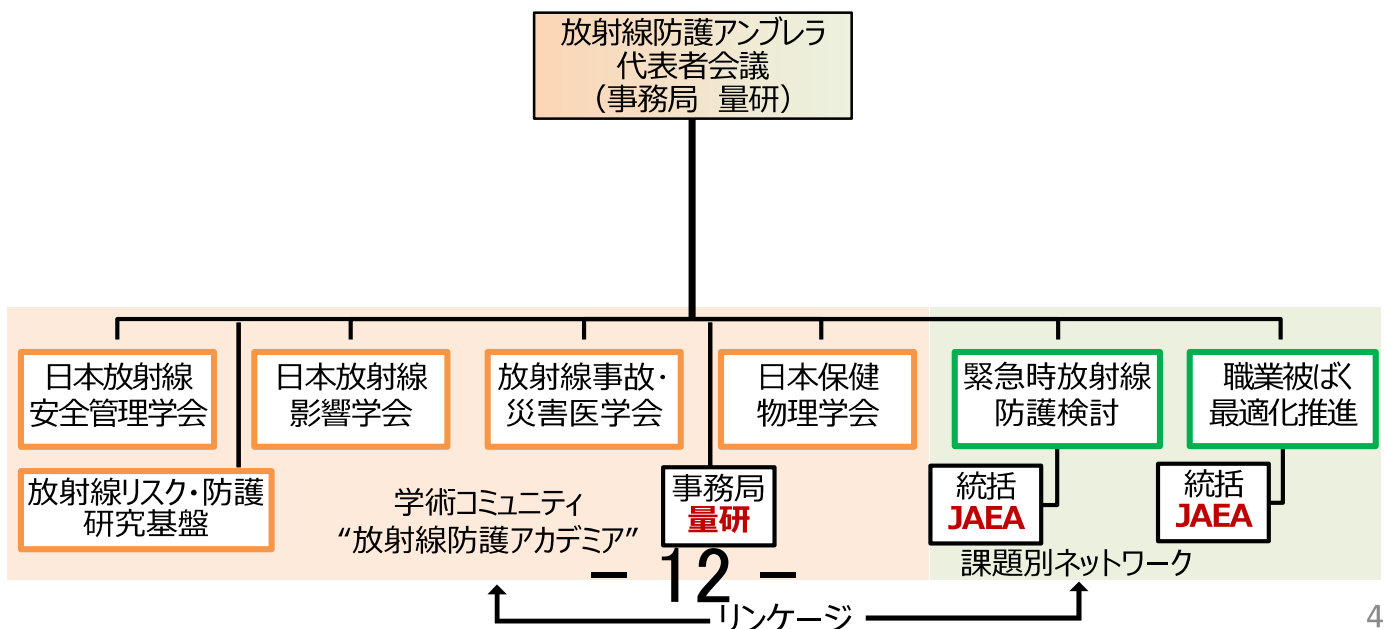 放射線防護アンブレラ
代表者会議
（事務局　量研）
日本放射線
安全管理学会
日本放射線
影響学会
放射線事故・
災害医学会
日本保健
物理学会
緊急時放射線
防護検討
職業被ばく
最適化推進
放射線リスク・防護
研究基盤
学術コミュニティ
“放射線防護アカデミア”
事務局
量研
統括
JAEA
統括
JAEA
課題別ネットワーク
－ 12 －
リンケージ
4